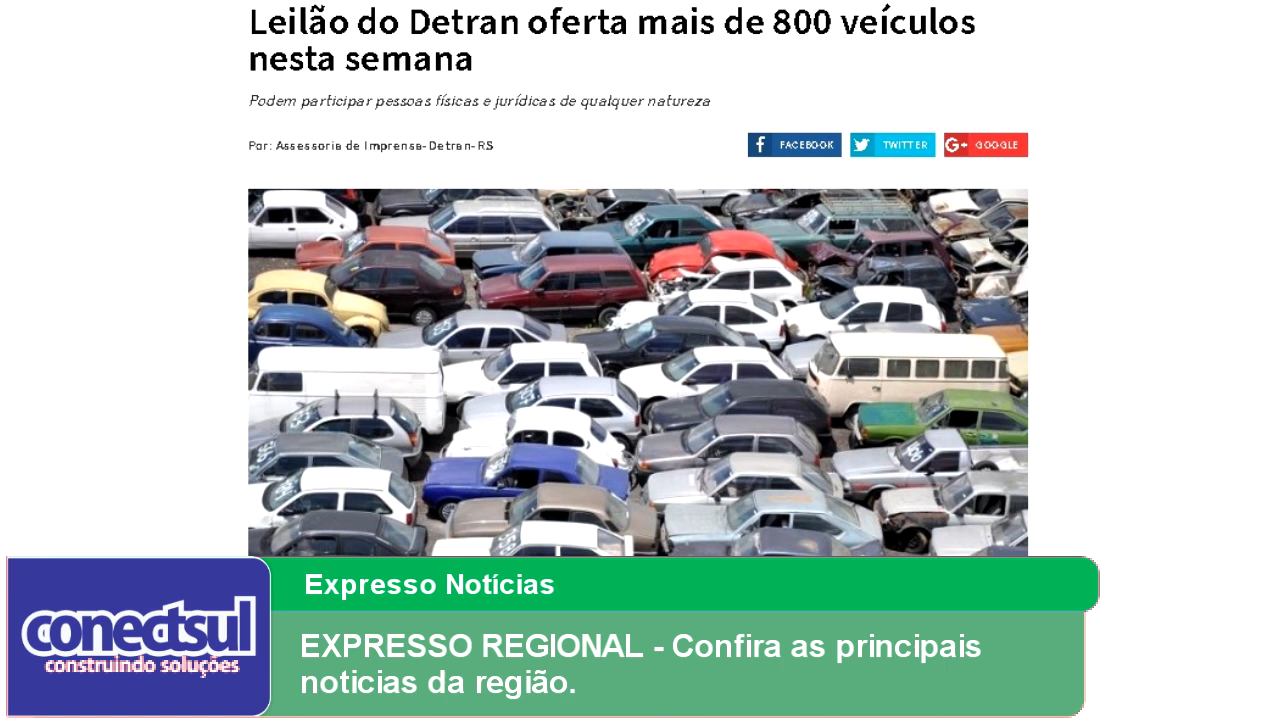 Leilão do Detran oferta mais de 800 veículos
nesta semana
Podem participar pessoas físicas e jurídicas de qualquer natureza
Por: Assessoria de Imprensa-Detran-RS
FACEBOOK
TWITTER
GOOGLE
Expresso Notícias
conectsul
construindo soluções
EXPRESSO REGIONAL - Confira as principais
noticias da região.